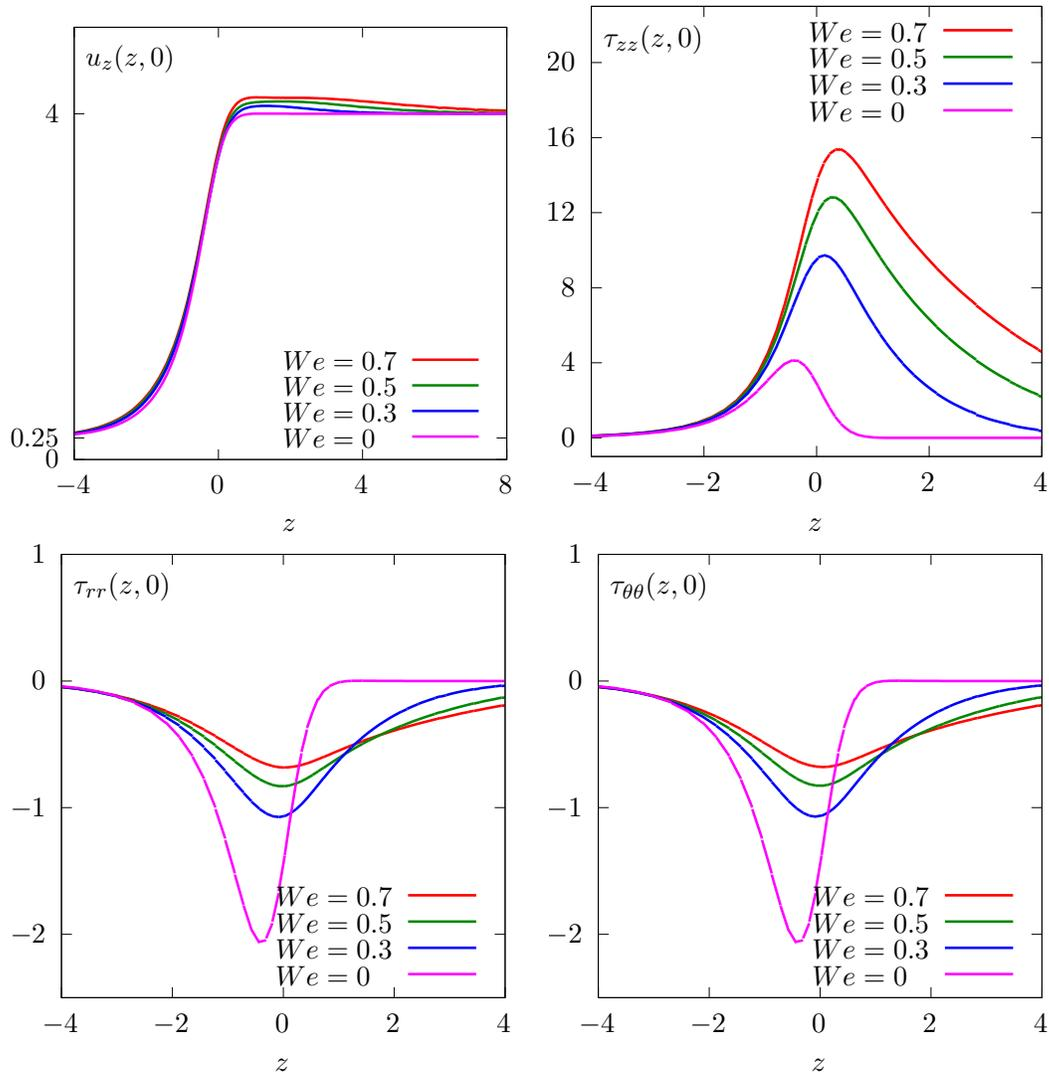 u_z(z, 0)
4
0.25
0
We = 0.7
We = 0.5
We = 0.3
We = 0
−4 0 4 8
z
τ_zz(z, 0)
We = 0.7
We = 0.5
We = 0.3
We = 0
20
16
12
8
4
0
−4 −2 0 2 4
z
τ_rr(z, 0)
1
0
−1
−2
We = 0.7
We = 0.5
We = 0.3
We = 0
−4 −2 0 2 4
z
τ_θθ(z, 0)
1
0
−1
−2
We = 0.7
We = 0.5
We = 0.3
We = 0
−4 −2 0 2 4
z